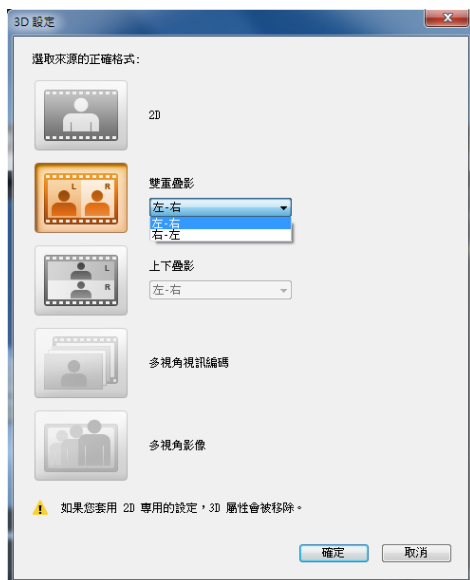 3D 設定
選取來源的正確格式:
2D
L R
雙重疊影
左-右
左-右
右-左
上下疊影
L
R
左-右
多視角視訊編碼
多視角影像
如果您套用 2D 專用的設定，3D 屬性會被移除。
確定 取消